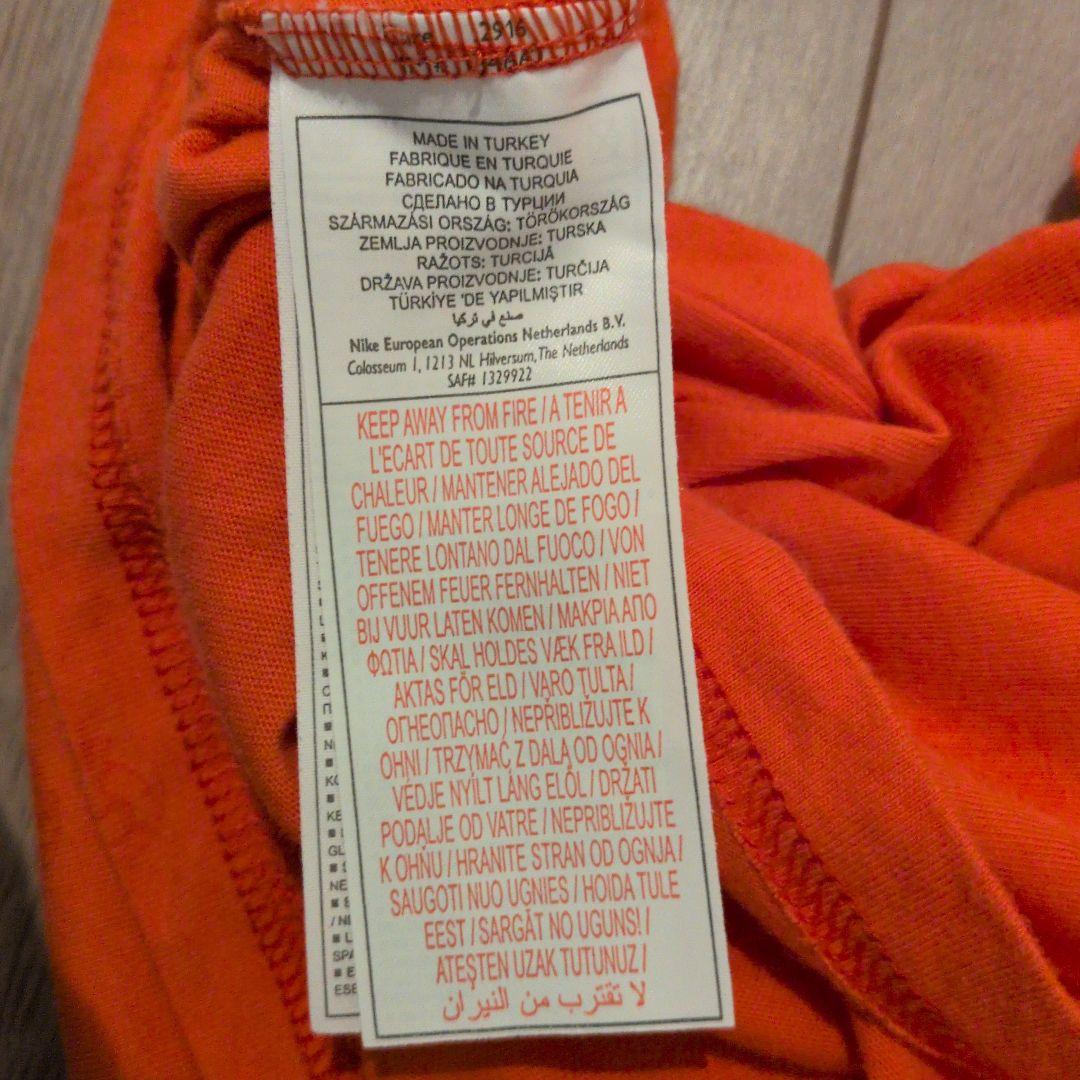 2916
MADE IN TURKEY
FABRIQUE EN TURQUIE
FABRICADO NA TURQUIA
СДЕЛАНО В ТУРЦИИ
SZÁRMAZÁSI ORSZÁG: TÖRÖKORSZÁG
ZEMLJA PROIZVODNJE: TURSKA
RAŽOTS: TURCIJĀ
DRŽAVA PROIZVODNJE: TURČIJA
TÜRKİYE 'DE YAPILMIŞTIR
صنع في تركيا
Nike European Operations Netherlands B.V.
Colosseum 1, 1213 NL Hilversum, The Netherlands
SAF# 1329922
KEEP AWAY FROM FIRE / A TENIR A
L'ECART DE TOUTE SOURCE DE
CHALEUR / MANTENER ALEJADO DEL
FUEGO / MANTER LONGE DE FOGO /
TENERE LONTANO DAL FUOCO / VON
OFFENEM FEUER FERNHALTEN / NIET
BIJ VUUR LATEN KOMEN / ΜΑΚΡΙΑ ΑΠΟ
ΦΩΤΙΑ / SKAL HOLDES VÆK FRA ILD /
AKTAS FÖR ELD / VARO TULTA /
ОГНЕОПАСНО / NEPŘIBLIŽUJTE K
OHNI / TRZYMAĆ Z DALA OD OGNIA /
VÉDJE NYÍLT LÁNG ELŐL / DRŽATI
PODALJE OD VATRE / NEPRIBLIŽUJTE
K OHŇU / HRANITE STRAN OD OGNJA /
SAUGOTI NUO UGNIES / HOIDA TULE
EEST / SARGĀT NO UGUNS! /
ATEŞTEN UZAK TUTUNUZ /
لا تقترب من النيران